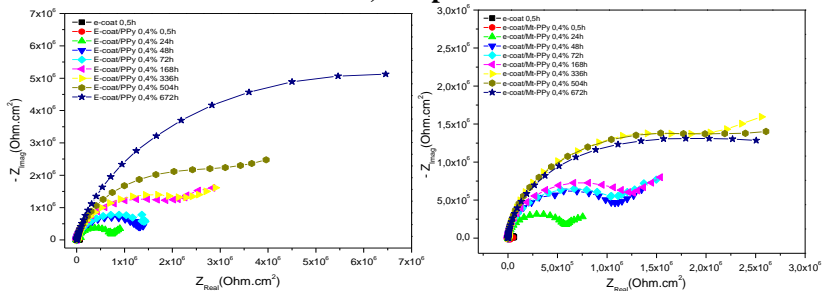 7x10⁶
6x10⁶
5x10⁶
4x10⁶
3x10⁶
2x10⁶
1x10⁶
0
- Z_Imag(Ohm.cm²)
e-coat 0,5h
E-coat/PPy 0,4% 0,5h
E-coat/PPy 0,4% 24h
E-coat/PPy 0,4% 48h
E-coat/PPy 0,4% 72h
E-coat/PPy 0,4% 168h
E-coat/PPy 0,4% 336h
E-coat/PPy 0,4% 504h
E-coat/PPy 0,4% 672h
0 1x10⁶ 2x10⁶ 3x10⁶ 4x10⁶ 5x10⁶ 6x10⁶ 7x10⁶
Z_Real(Ohm.cm²)
3,0x10⁶
2,5x10⁶
2,0x10⁶
1,5x10⁶
1,0x10⁶
5,0x10⁵
0,0
- Z_Imag(Ohm.cm²)
e-coat 0,5h
e-coat/Mt-PPy 0,4% 0,5h
e-coat/Mt-PPy 0,4% 24h
e-coat/Mt-PPy 0,4% 48h
e-coat/Mt-PPy 0,4% 72h
e-coat/Mt-PPy 0,4% 168h
e-coat/Mt-PPy 0,4% 336h
e-coat/Mt-PPy 0,4% 504h
e-coat/Mt-PPy 0,4% 672h
0,0 5,0x10⁵ 1,0x10⁶ 1,5x10⁶ 2,0x10⁶ 2,5x10⁶ 3,0x10⁶
Z_Real(Ohm.cm²)